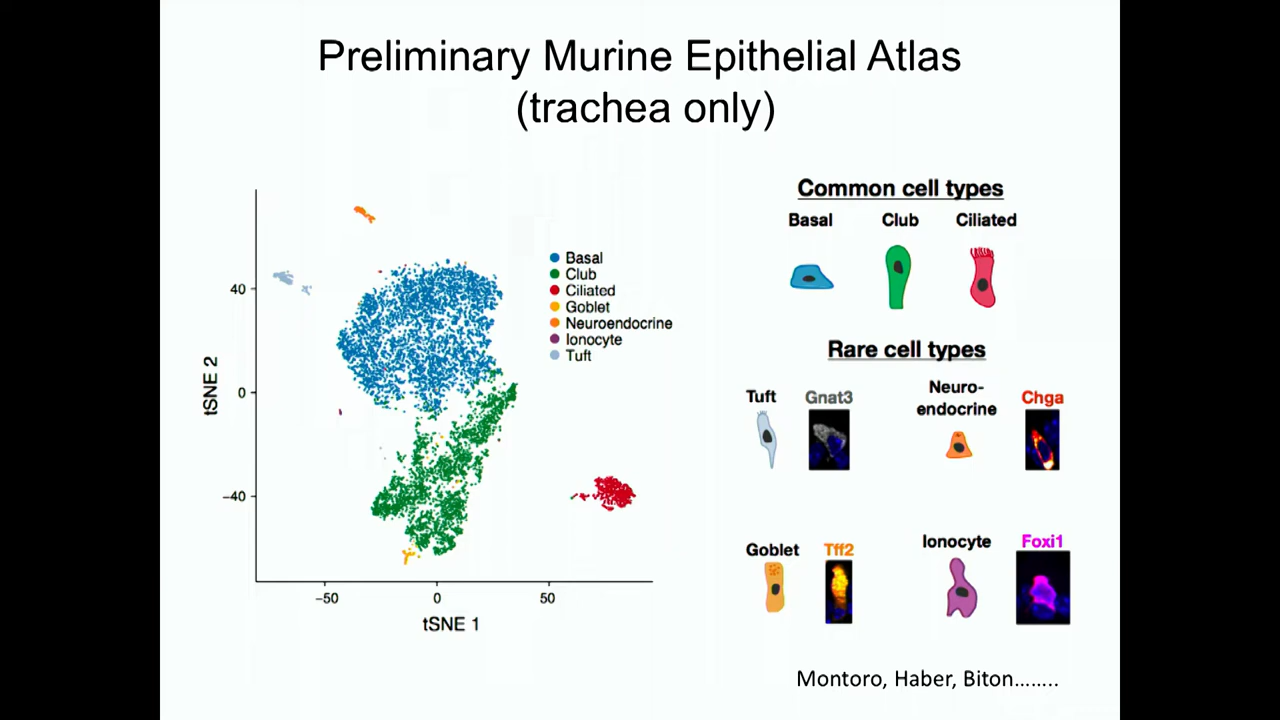 Preliminary Murine Epithelial Atlas
(trachea only)
tSNE 2
40
0
−40
−50
0
50
tSNE 1
Basal
Club
Ciliated
Goblet
Neuroendocrine
Ionocyte
Tuft
Common cell types
Basal
Club
Ciliated
Rare cell types
Tuft
Gnat3
Neuro-
endocrine
Chga
Goblet
Tff2
Ionocyte
Foxi1
Montoro, Haber, Biton........